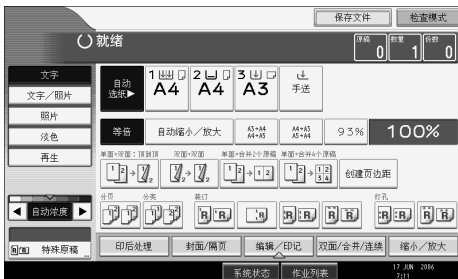 保存文件 检查模式
就绪
原稿 数量 份数
0 1 0
文字
文字／照片
照片
淡色
再生
自动浓度
特殊原稿
自动选纸▶
1 A4
2 A4
3 A3
手送
等倍 自动缩小／放大 93% 100%
单面→双面：顶到顶 双面→双面 单面→合并2个原稿 单面→合并4个原稿
创建页边距
分页 分类 装订 打孔
印后处理 封面/隔页 编辑／印记 双面/合并/连续 缩小／放大
系统状态 作业列表
17 JUN 2006
7:11